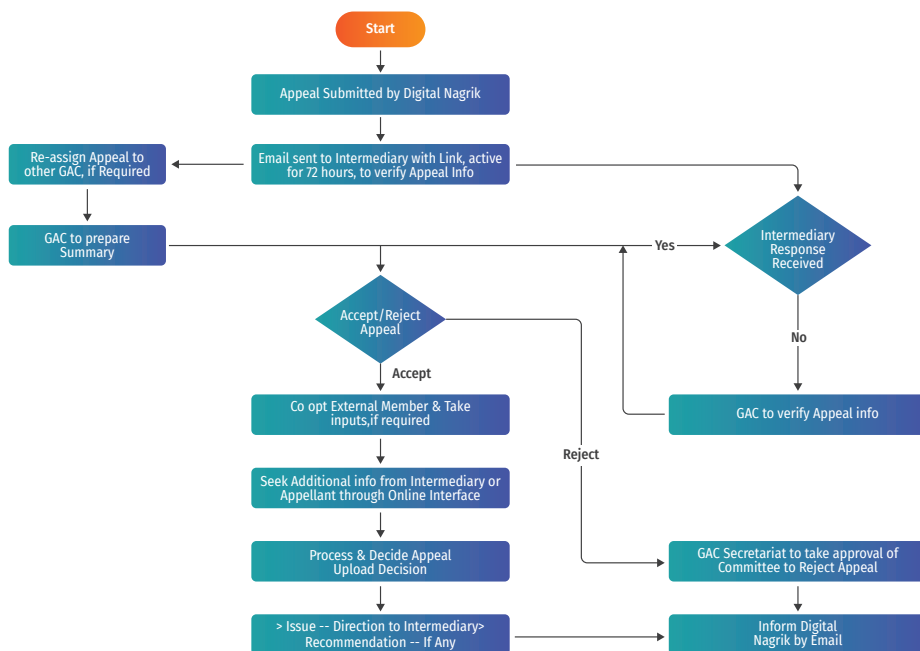 Start
Appeal Submitted by Digital Nagrik
Re-assign Appeal to
other GAC, if Required
Email sent to Intermediary with Link, active
for 72 hours, to verify Appeal Info
GAC to prepare
Summary
Yes
Intermediary
Response
Received
Accept/Reject
Appeal
No
Accept
Co opt External Member & Take
inputs,if required
GAC to verify Appeal info
Reject
Seek Additional info from Intermediary or
Appellant through Online Interface
Process & Decide Appeal
Upload Decision
GAC Secretariat to take approval of
Committee to Reject Appeal
> Issue -- Direction to Intermediary>
Recommendation -- If Any
Inform Digital
Nagrik by Email